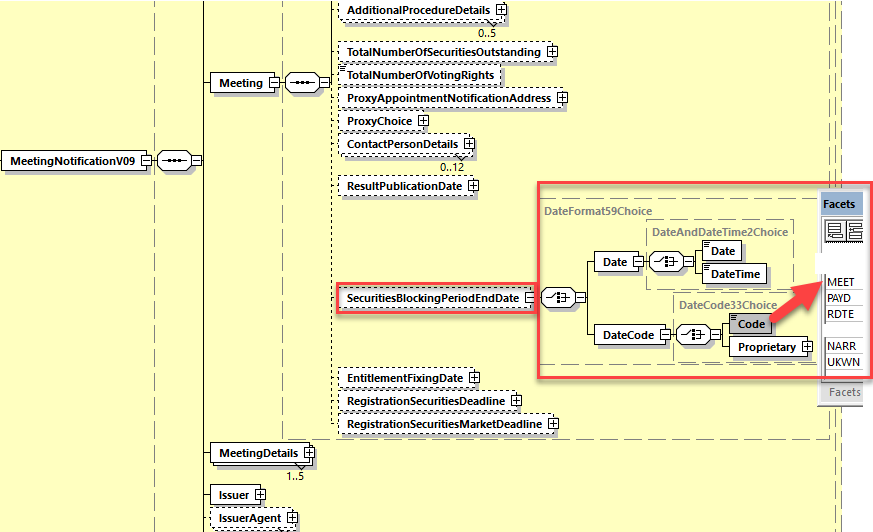 AdditionalProcedureDetails
0..5
TotalNumberOfSecuritiesOutstanding
Meeting
TotalNumberOfVotingRights
ProxyAppointmentNotificationAddress
ProxyChoice
ContactPersonDetails
MeetingNotificationV09
0..12
ResultPublicationDate
Facets
DateFormat59Choice
DateAndDateTime2Choice
Date
Date
DateTime
MEET
SecuritiesBlockingPeriodEndDate
PAYD
DateCode33Choice
RDTE
Code
DateCode
Proprietary
NARR
UKWN
EntitlementFixingDate
Facets
RegistrationSecuritiesDeadline
RegistrationSecuritiesMarketDeadline
MeetingDetails
1..5
Issuer
IssuerAgent